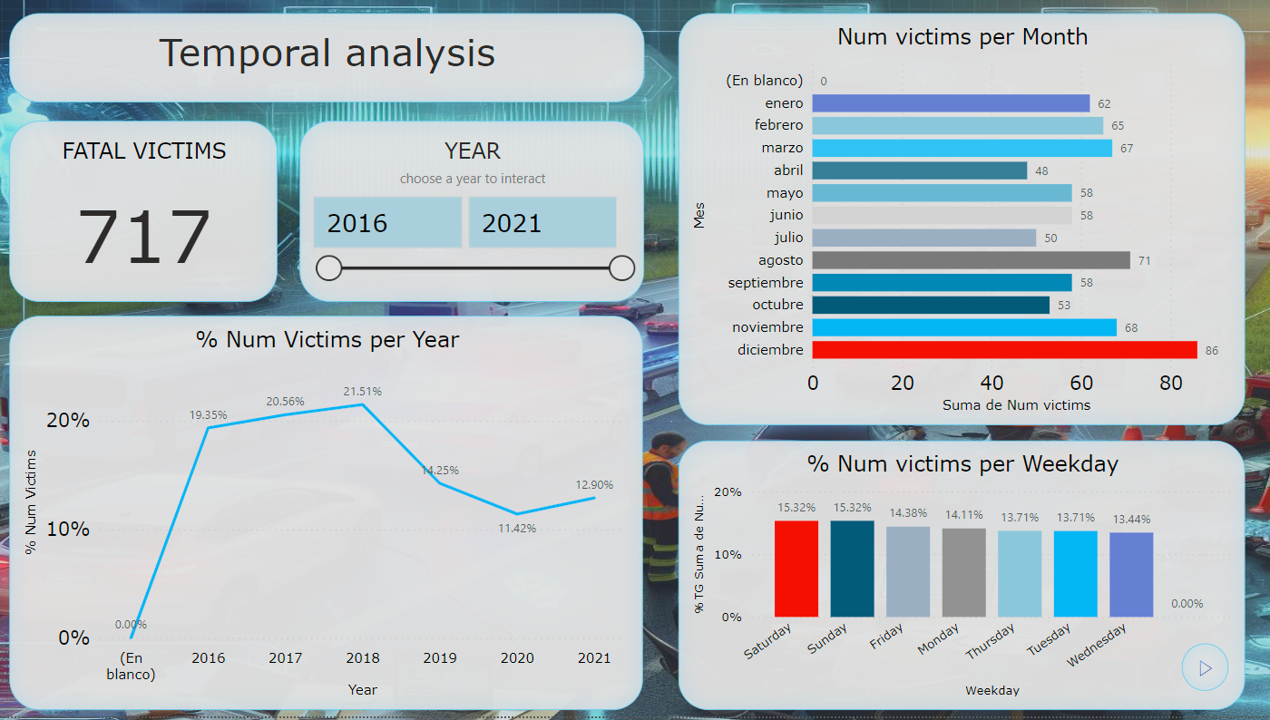 Temporal analysis
FATAL VICTIMS
717
YEAR
choose a year to interact
2016
2021
% Num Victims per Year
% Num Victims
20%
10%
0%
0.00%
19.35%
20.56%
21.51%
14.25%
11.42%
12.90%
(En
blanco)
2016
2017
2018
2019
2020
2021
Year
Num victims per Month
Mes
(En blanco) 0
enero 62
febrero 65
marzo 67
abril 48
mayo 58
junio 58
julio 50
agosto 71
septiembre 58
octubre 53
noviembre 68
diciembre 86
0 20 40 60 80
Suma de Num victims
% Num victims per Weekday
% TG Suma de Nu...
20%
10%
0%
15.32%
15.32%
14.38%
14.11%
13.71%
13.71%
13.44%
0.00%
Saturday
Sunday
Friday
Monday
Thursday
Tuesday
Wednesday
Weekday